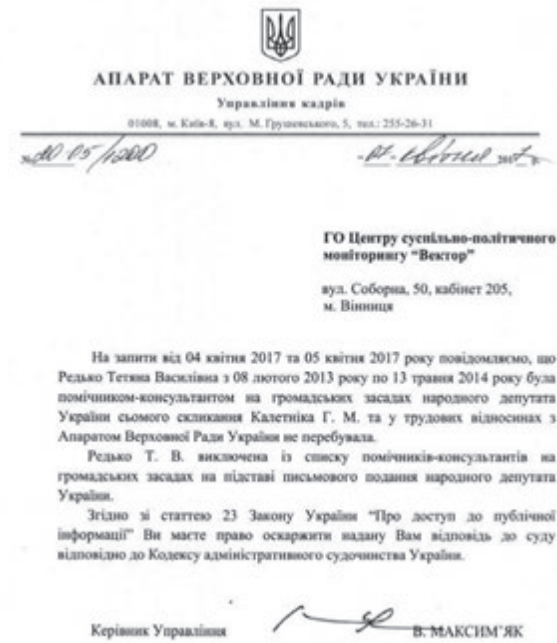 АПАРАТ ВЕРХОВНОЇ РАДИ УКРАЇНИ
Управління кадрів
01008, м. Київ-8, вул. М. Грушевського, 5, тел.: 255-26-31
ГО Центру суспільно-політичного
моніторингу “Вектор”
вул. Соборна, 50, кабінет 205,
м. Вінниця
На запити від 04 квітня 2017 та 05 квітня 2017 року повідомляємо, що
Редько Тетяна Василівна з 08 лютого 2013 року по 13 травня 2014 року була
помічником-консультантом на громадських засадах народного депутата
України сьомого скликання Калетніка Г. М. та у трудових відносинах з
Апаратом Верховної Ради України не перебувала.
Редько Т. В. виключена із списку помічників-консультантів на
громадських засадах на підставі письмового подання народного депутата
України.
Згідно зі статтею 23 Закону України “Про доступ до публічної
інформації” Ви маєте право оскаржити надану Вам відповідь до суду
відповідно до Кодексу адміністративного судочинства України.
Керівник Управління В. МАКСИМ’ЯК